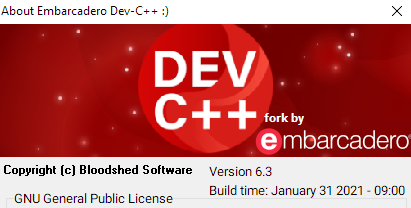 About Embarcadero Dev-C++ :)
DEV
C++
fork by
embarcadero
Copyright (c) Bloodshed Software
Version 6.3
Build time: January 31 2021 - 09:00
GNU General Public License